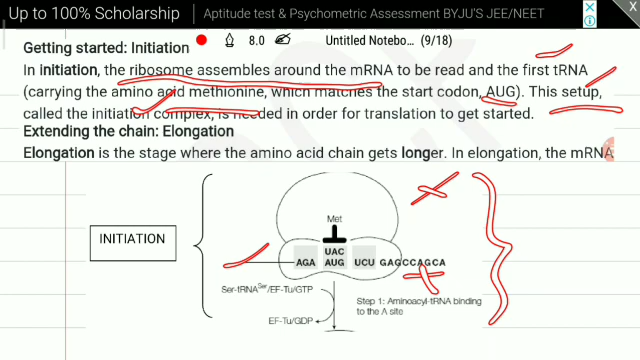 Up to 100% Scholarship
Aptitude test & Psychometric Assessment BYJU'S JEE/NEET
Getting started: Initiation
8.0
Untitled Notebo... (9/18)
In initiation, the ribosome assembles around the mRNA to be read and the first tRNA
(carrying the amino acid methionine, which matches the start codon, AUG). This setup,
called the initiation complex, is needed in order for translation to get started.
Extending the chain: Elongation
Elongation is the stage where the amino acid chain gets longer. In elongation, the mRNA
INITIATION
Met
UAC
AGA AUG UCU GAGCCAGCA
Ser-tRNASer/EF-Tu/GTP
Step 1: Aminoacyl-tRNA binding
to the A site
EF-Tu/GDP